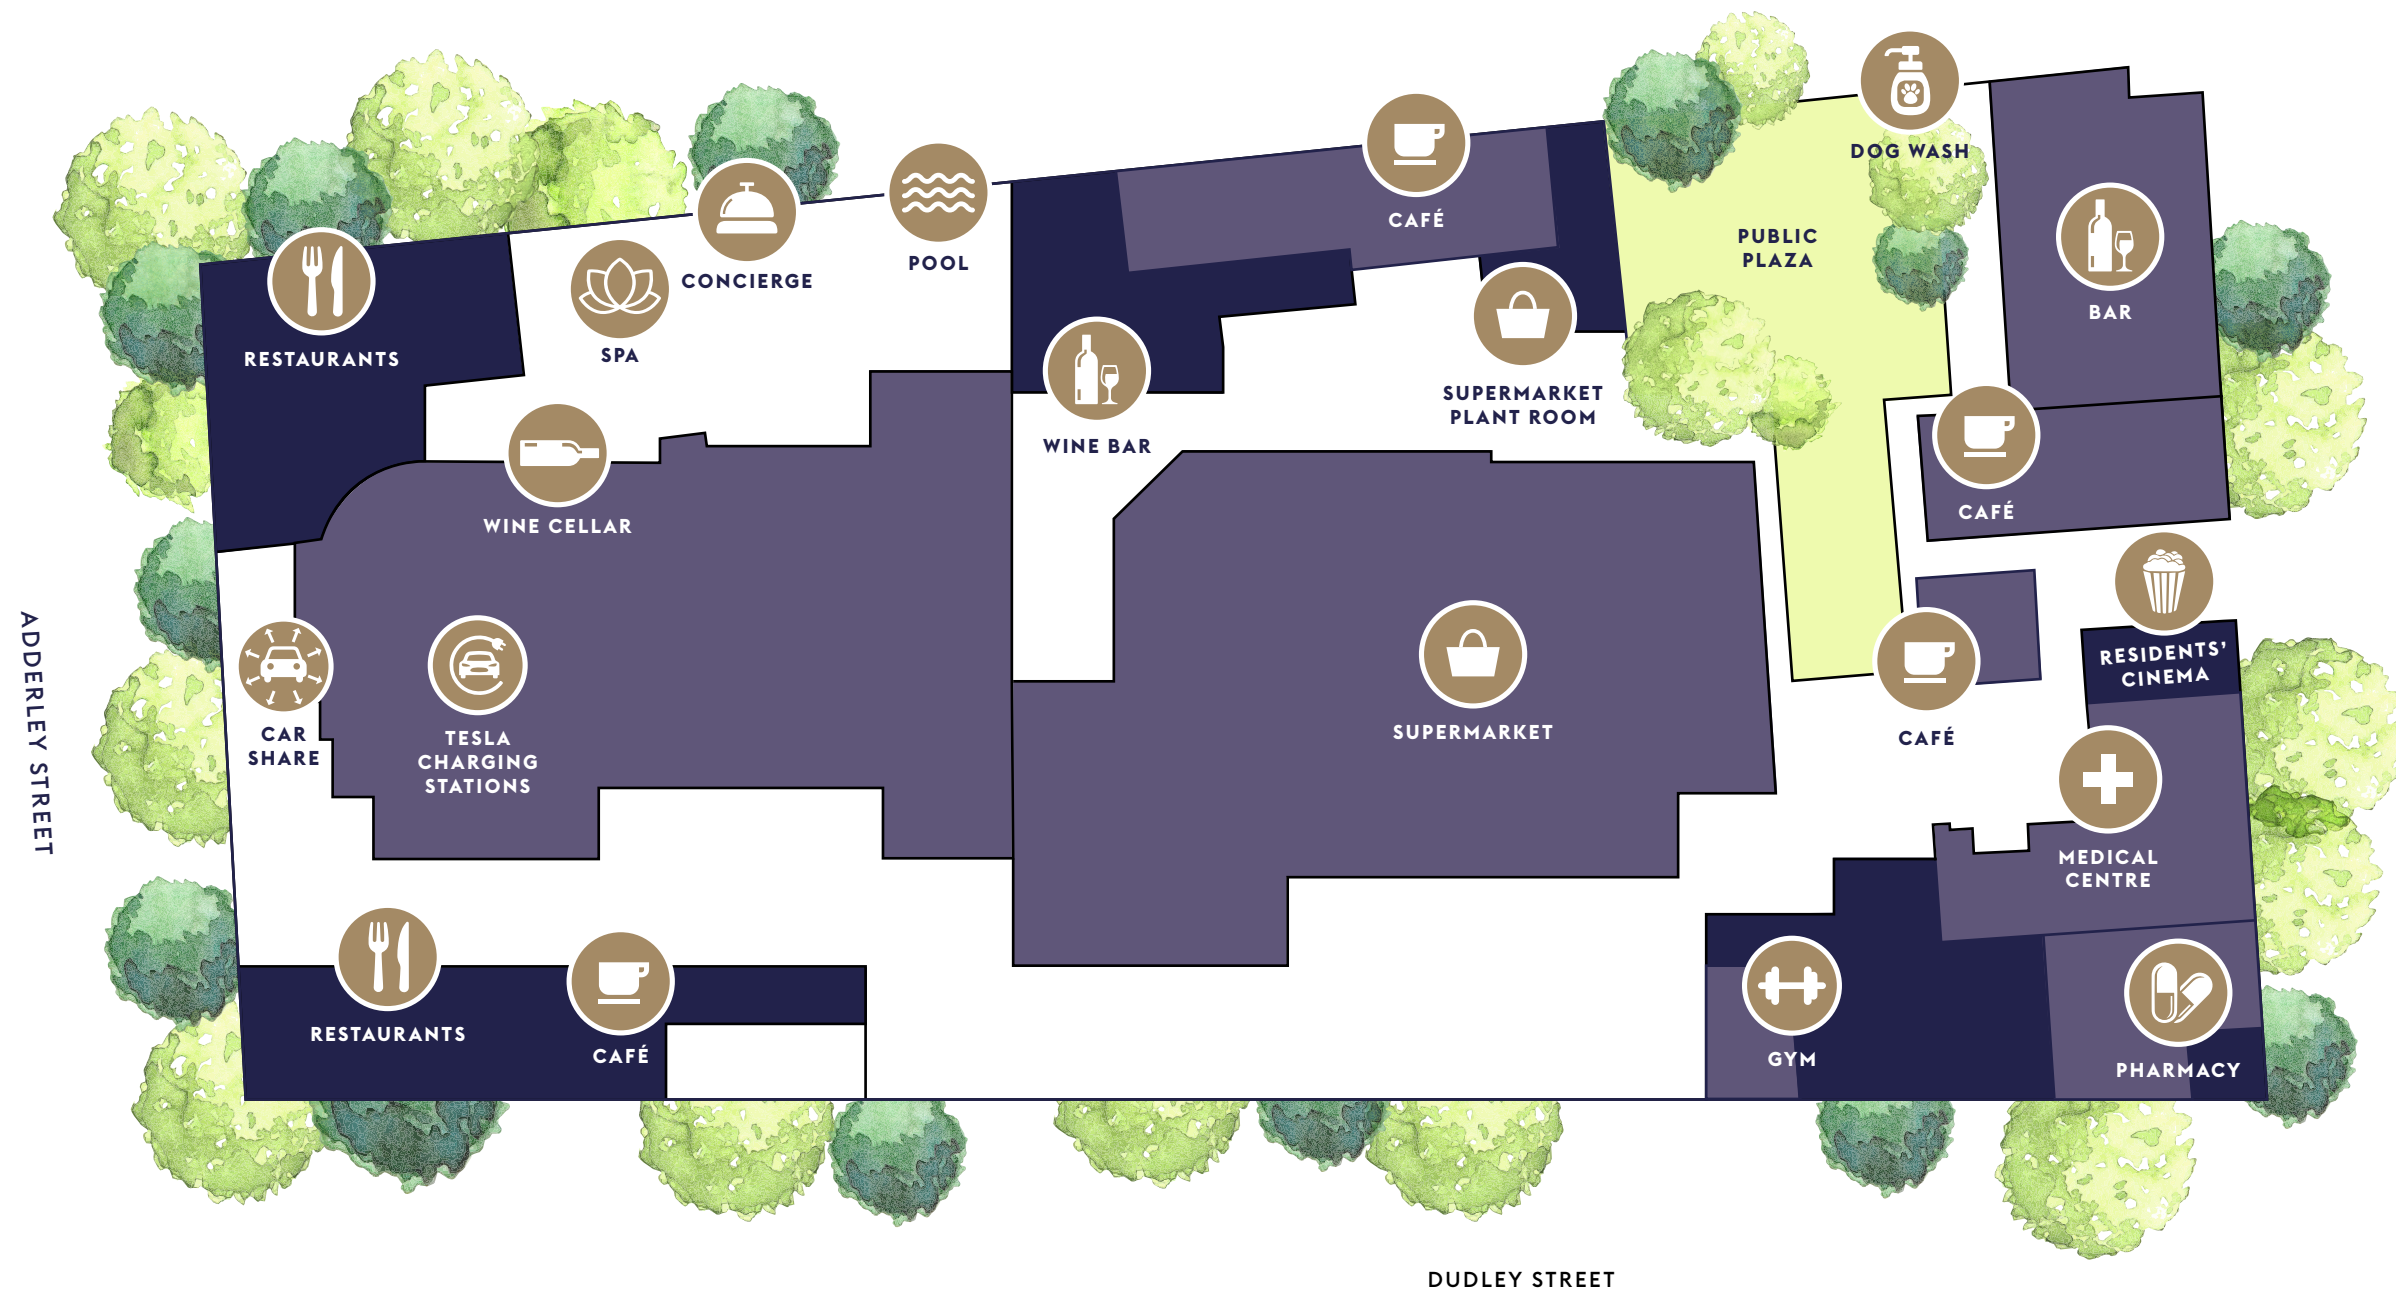 DOG WASH
CAFÉ
PUBLIC
PLAZA
CONCIERGE
POOL
BAR
RESTAURANTS
SPA
SUPERMARKET
PLANT ROOM
WINE BAR
WINE CELLAR
CAFÉ
RESIDENTS'
CINEMA
ADDERLEY STREET
CAR
SHARE
TESLA
CHARGING
STATIONS
SUPERMARKET
CAFÉ
MEDICAL
CENTRE
RESTAURANTS
CAFÉ
GYM
PHARMACY
DUDLEY STREET